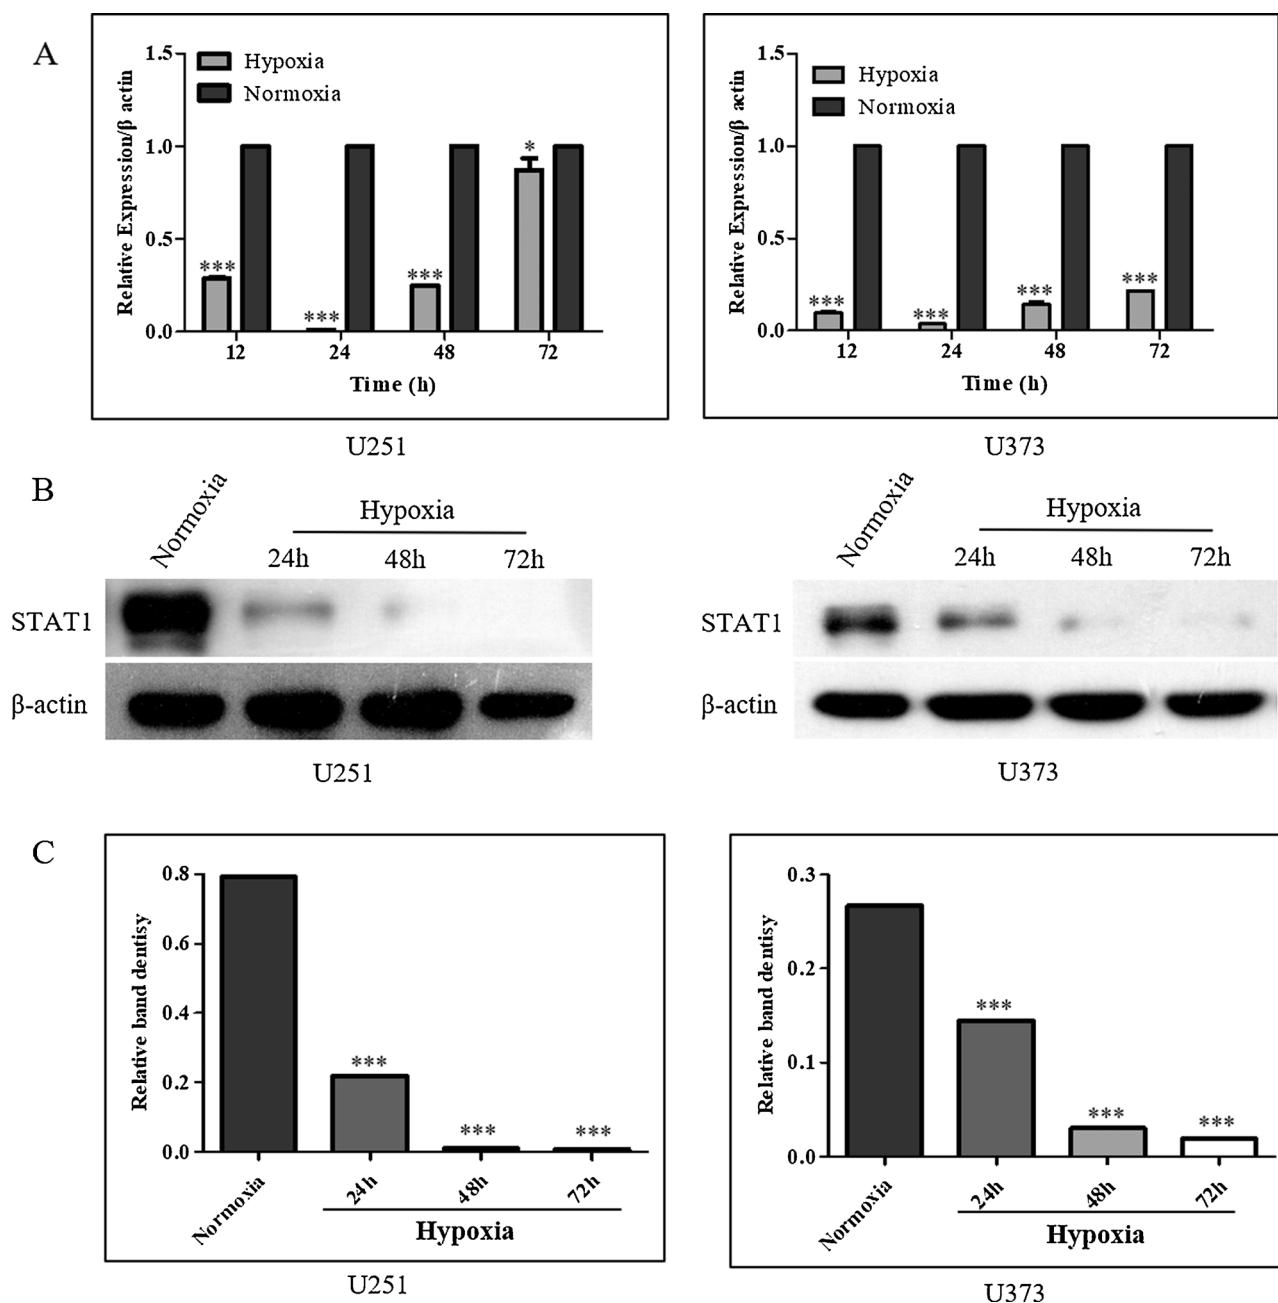 A
Relative Expression/β actin
1.5
1.0
0.5
0.0
Hypoxia
Normoxia
***
***
***
*
12 24 48 72
Time (h)
U251
Relative Expression/β actin
1.5
1.0
0.5
0.0
Hypoxia
Normoxia
***
***
***
***
12 24 48 72
Time (h)
U373
B
Normoxia
Hypoxia
24h 48h 72h
STAT1
β-actin
U251
Normoxia
Hypoxia
24h 48h 72h
STAT1
β-actin
U373
C
Relative band dentisy
0.8
0.6
0.4
0.2
0.0
***
***
***
Normoxia 24h 48h 72h
Hypoxia
U251
Relative band dentisy
0.3
0.2
0.1
0.0
***
***
***
Normoxia 24h 48h 72h
Hypoxia
U373